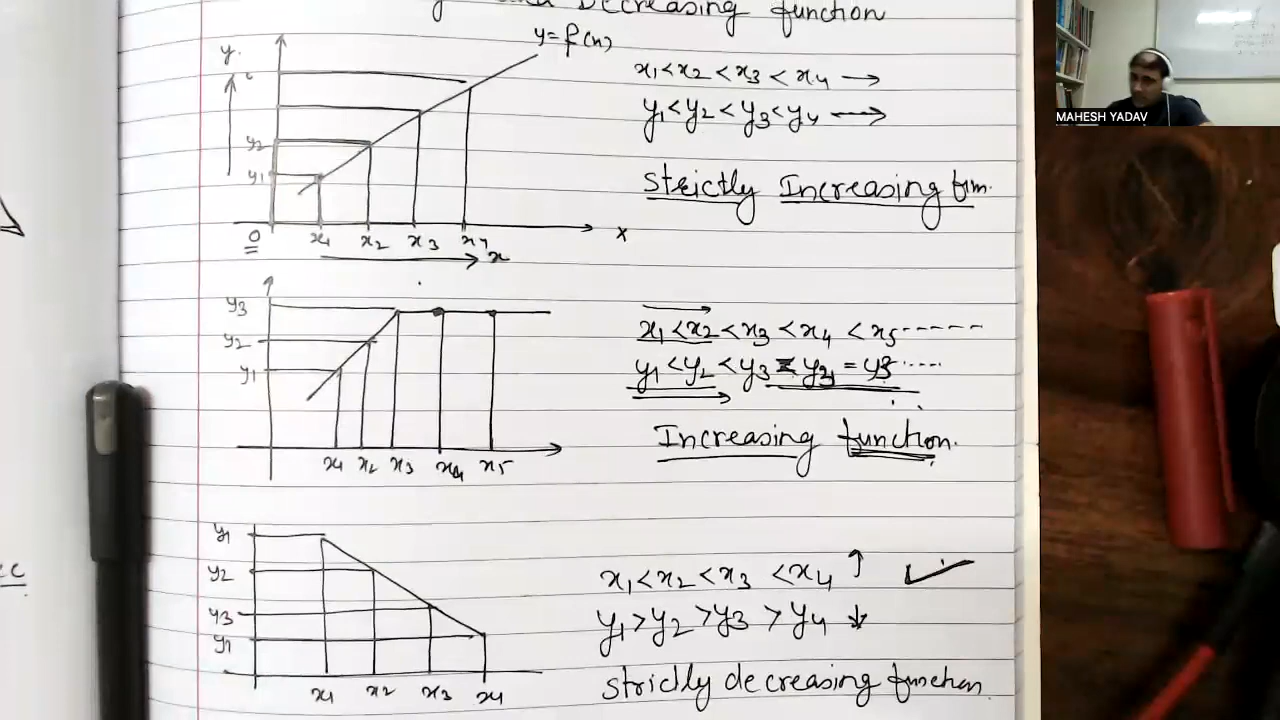 Decreasing function
y = f(x)
y
x₁ < x₂ < x₃ < x₄ →
y₁ < y₂ < y₃ < y₄ →
y₂
y₁
Strictly Increasing fun.
0
x₁ x₂ x₃ x₄
x
x
y₃
y₂
y₁
x₁ < x₂ < x₃ < x₄ < x₅ ------
y₁ < y₂ < y₃ = y₃ = y₃ ....
Increasing function.
x₁ x₂ x₃ x₄ x₅
y₁
y₂
y₃
y₄
x₁ < x₂ < x₃ < x₄ ↑ ✓
y₁ > y₂ > y₃ > y₄ ↓
x₁ x₂ x₃ x₄
Strictly decreasing function.
MAHESH YADAV